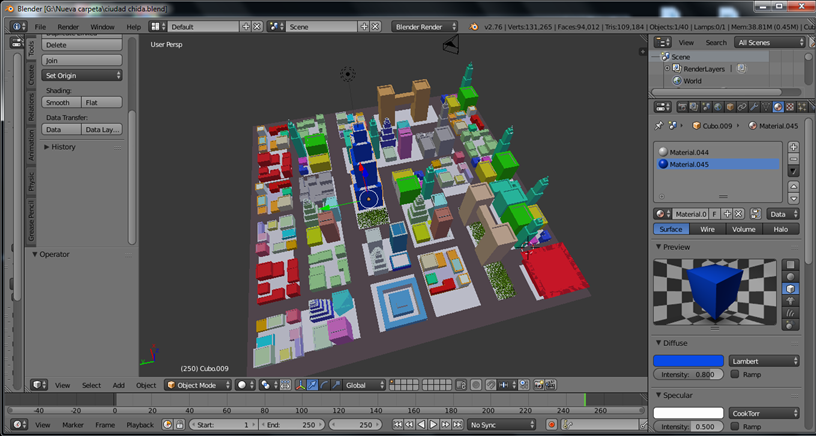 Blender [G:\Nueva carpeta\ciudad chida.blend]
File Render Window Help Default Scene Blender Render v2.76 | Verts:131,265 | Faces:94,012 | Tris:109,184 | Objects:1/40 | Lamps:0/1 | Mem:38.81M (0.45M) | Cu
User Persp
Tools
Create
Relations
Animation
Physic
Grease Pencil
Delete
Join
Set Origin
Shading:
Smooth Flat
Data Transfer:
Data Data Lay...
History
Operator
(250) Cubo.009
View Select Add Object Object Mode Global
-40 -20 0 20 40 60 80 100 120 140 160 180 200 220 240 260
View Marker Frame Playback Start: 1 End: 250 250 No Sync
View Search All Scenes
Scene
RenderLayers
World
Cubo.009 Material.045
Material.044
Material.045
Material.0 F Data
Surface Wire Volume Halo
Preview
Diffuse
Lambert
Intensity: 0.800 Ramp
Specular
CookTorr
Intensity: 0.500 Ramp